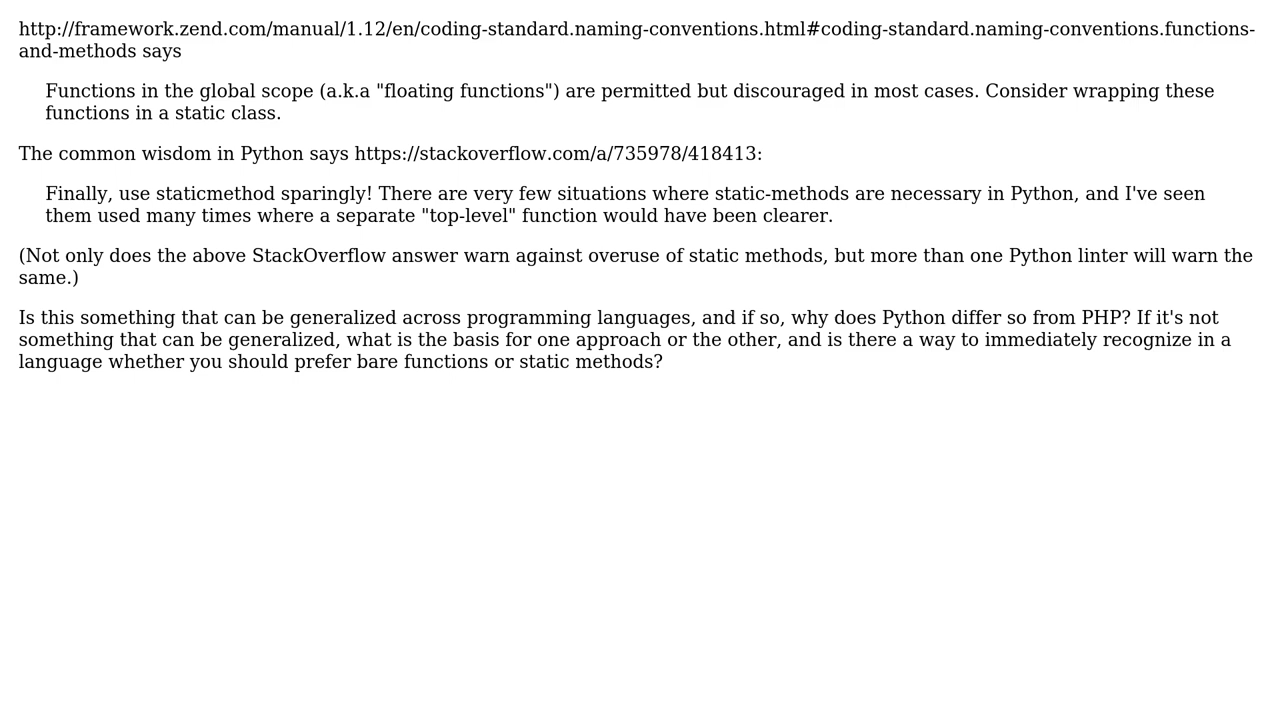 http://framework.zend.com/manual/1.12/en/coding-standard.naming-conventions.html#coding-standard.naming-conventions.functions-
and-methods says
Functions in the global scope (a.k.a "floating functions") are permitted but discouraged in most cases. Consider wrapping these
functions in a static class.
The common wisdom in Python says https://stackoverflow.com/a/735978/418413:
Finally, use staticmethod sparingly! There are very few situations where static-methods are necessary in Python, and I've seen
them used many times where a separate "top-level" function would have been clearer.
(Not only does the above StackOverflow answer warn against overuse of static methods, but more than one Python linter will warn the
same.)
Is this something that can be generalized across programming languages, and if so, why does Python differ so from PHP? If it's not
something that can be generalized, what is the basis for one approach or the other, and is there a way to immediately recognize in a
language whether you should prefer bare functions or static methods?